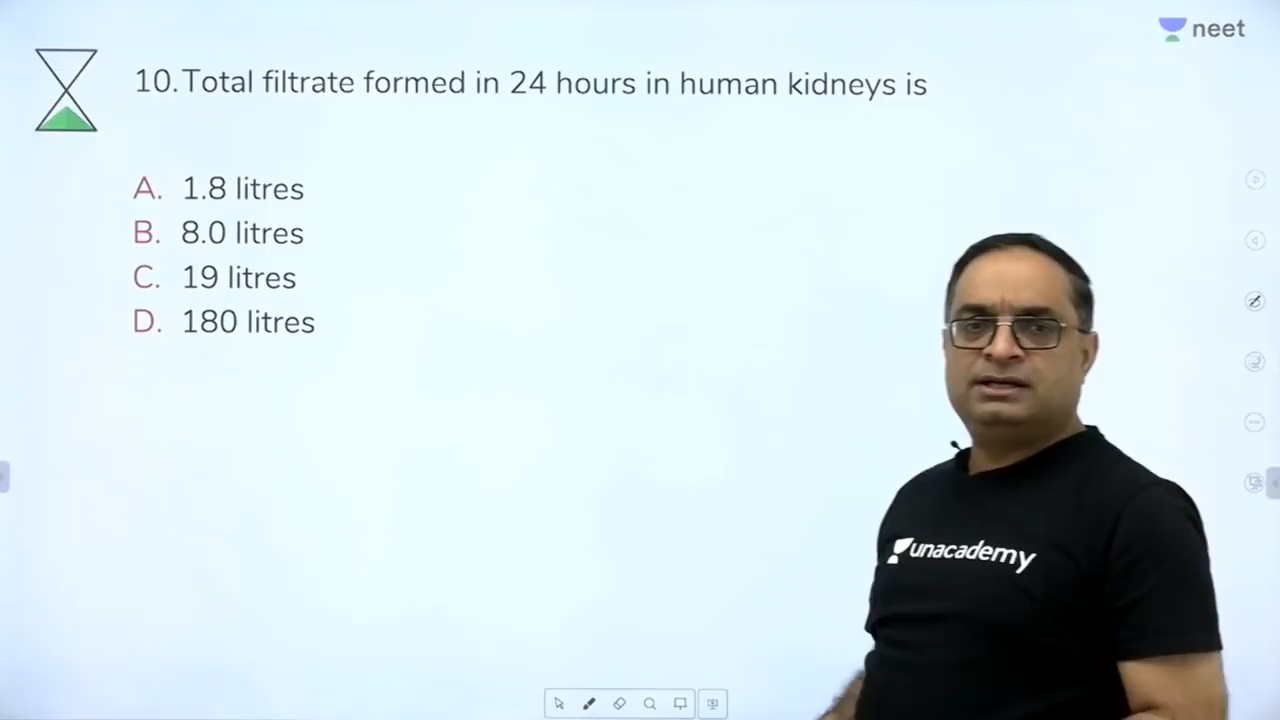 neet
10. Total filtrate formed in 24 hours in human kidneys is
A. 1.8 litres
B. 8.0 litres
C. 19 litres
D. 180 litres
unacademy